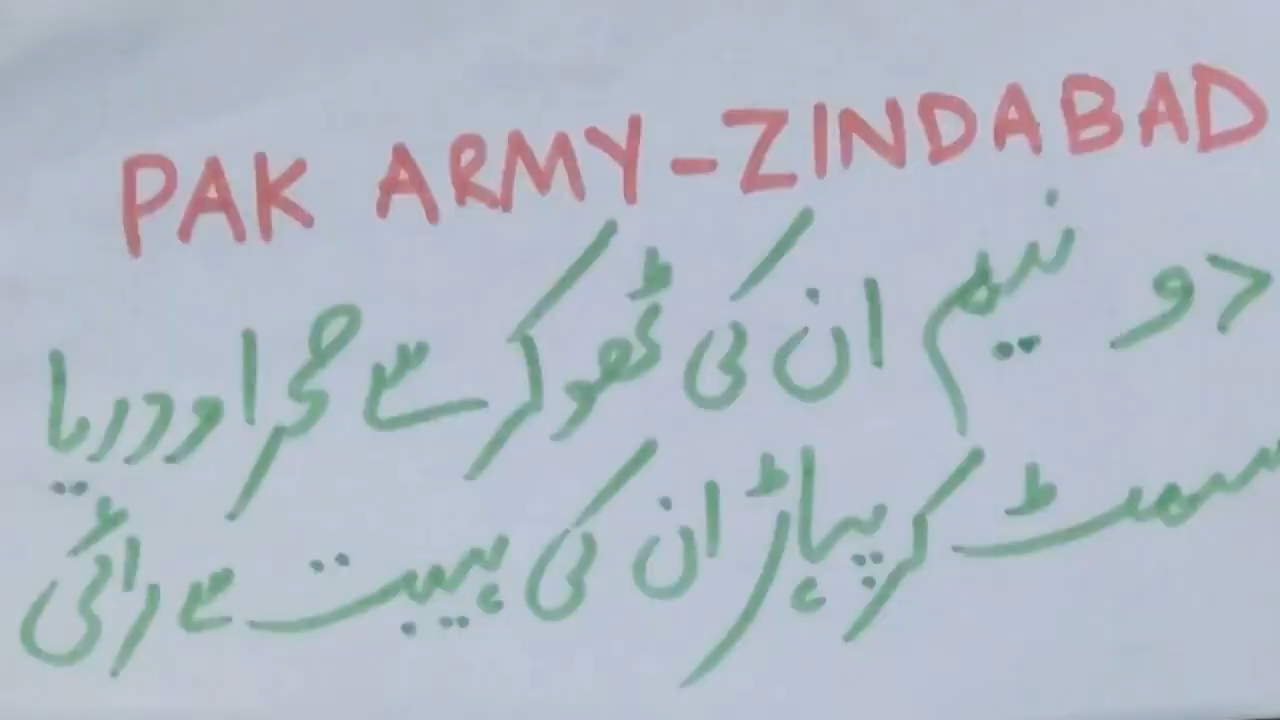 PAK ARMY-ZINDABAD
دو نیم ان کی ٹھوکر سے صحرا و دریا
سمٹ کر پہاڑ ان کی ہیبت سے رائی